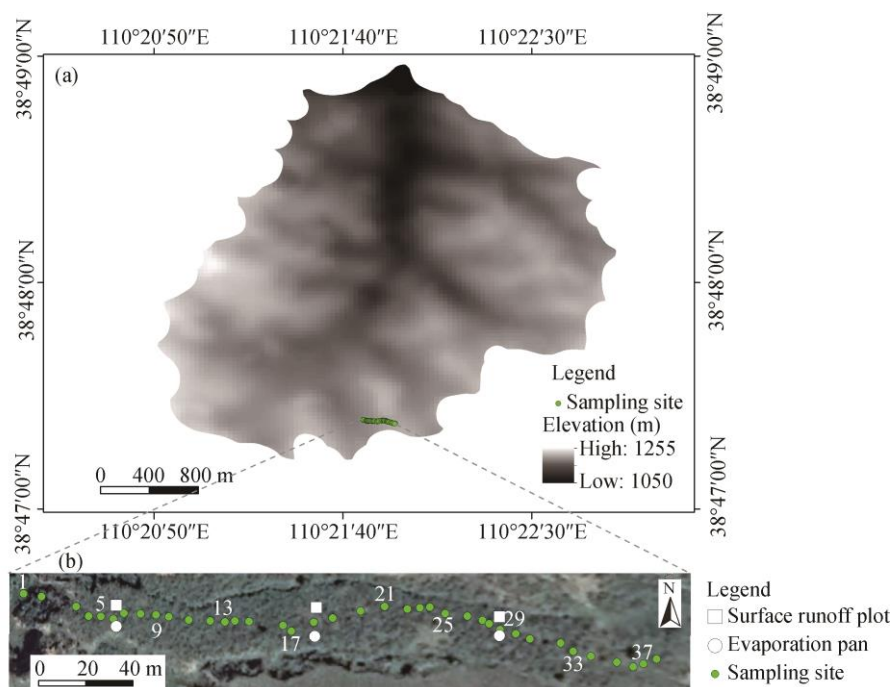 110°20′50″E 110°21′40″E 110°22′30″E
(a)
38°49′00″N
38°48′00″N
38°47′00″N
38°49′00″N
38°48′00″N
38°47′00″N
Legend
Sampling site
Elevation (m)
High: 1255
Low: 1050
0 400 800 m
110°20′50″E 110°21′40″E 110°22′30″E
(b)
1
5
9
13
17
21
25
29
33
37
N
0 20 40 m
Legend
Surface runoff plot
Evaporation pan
Sampling site